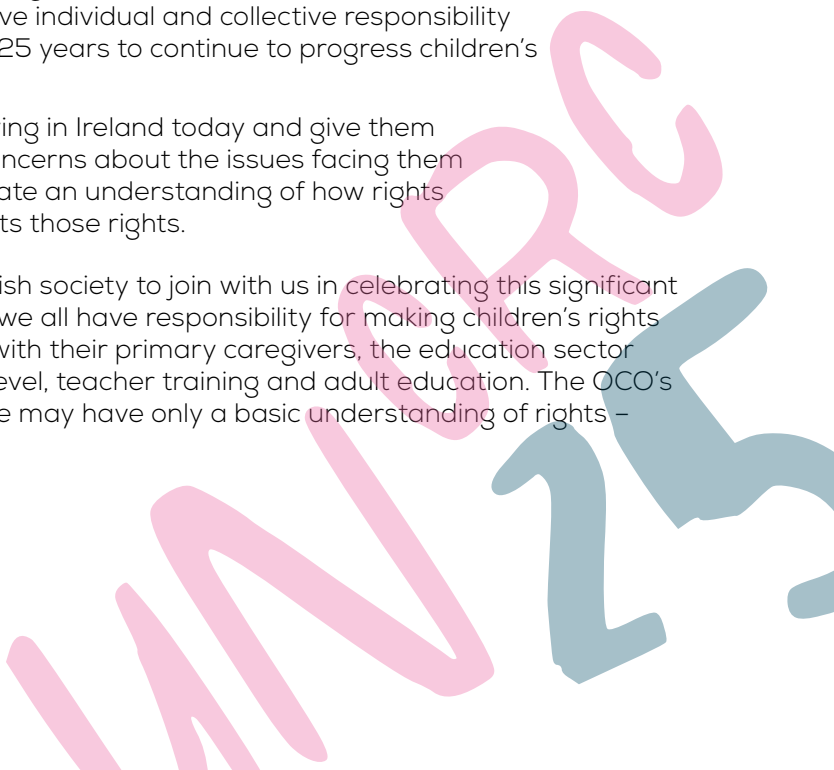 ve individual and collective responsibility
25 years to continue to progress children's
ing in Ireland today and give them
ncerns about the issues facing them
ate an understanding of how rights
ts those rights.
ish society to join with us in celebrating this significant
we all have responsibility for making children's rights
with their primary caregivers, the education sector
evel, teacher training and adult education. The OCO's
e may have only a basic understanding of rights –
UNCRC
25